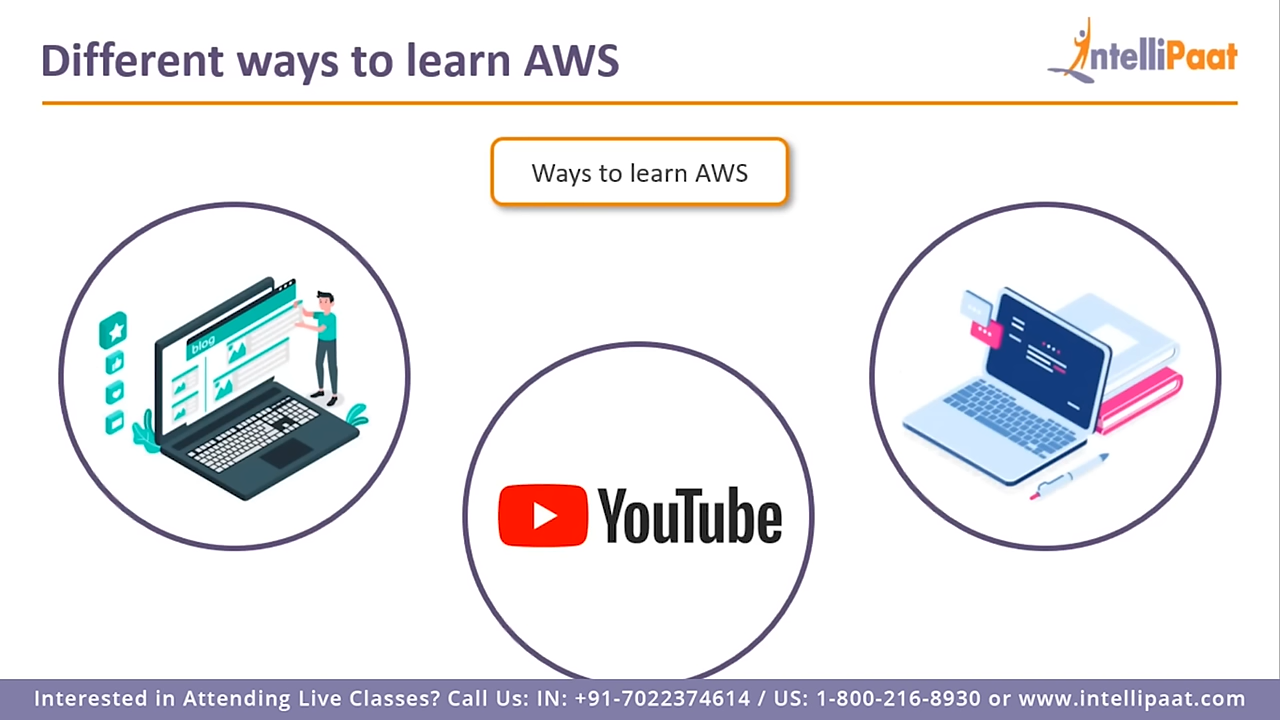 Different ways to learn AWS
IntelliPaat
Ways to learn AWS
blog
YouTube
Interested in Attending Live Classes? Call Us: IN: +91-7022374614 / US: 1-800-216-8930 or www.intellipaat.com